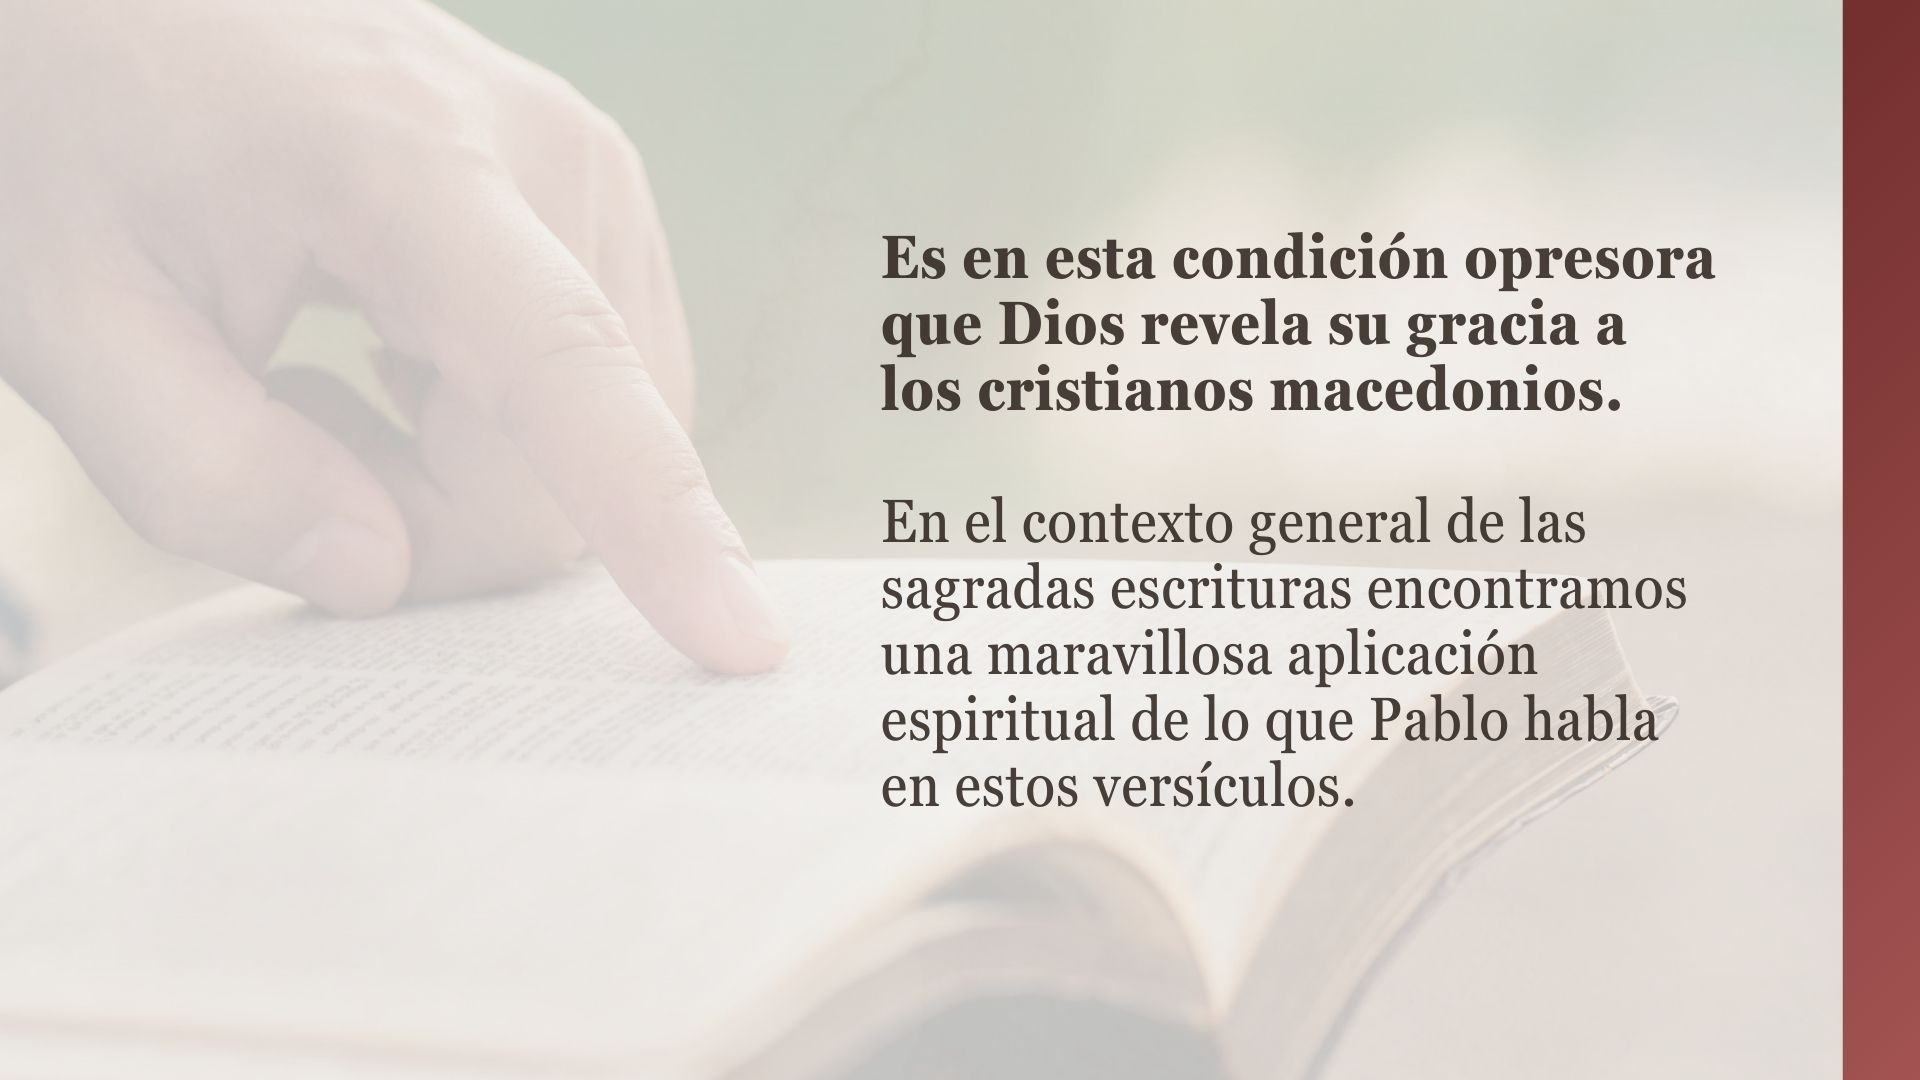 Es en esta condición opresora
que Dios revela su gracia a
los cristianos macedonios.
En el contexto general de las
sagradas escrituras encontramos
una maravillosa aplicación
espiritual de lo que Pablo habla
en estos versículos.